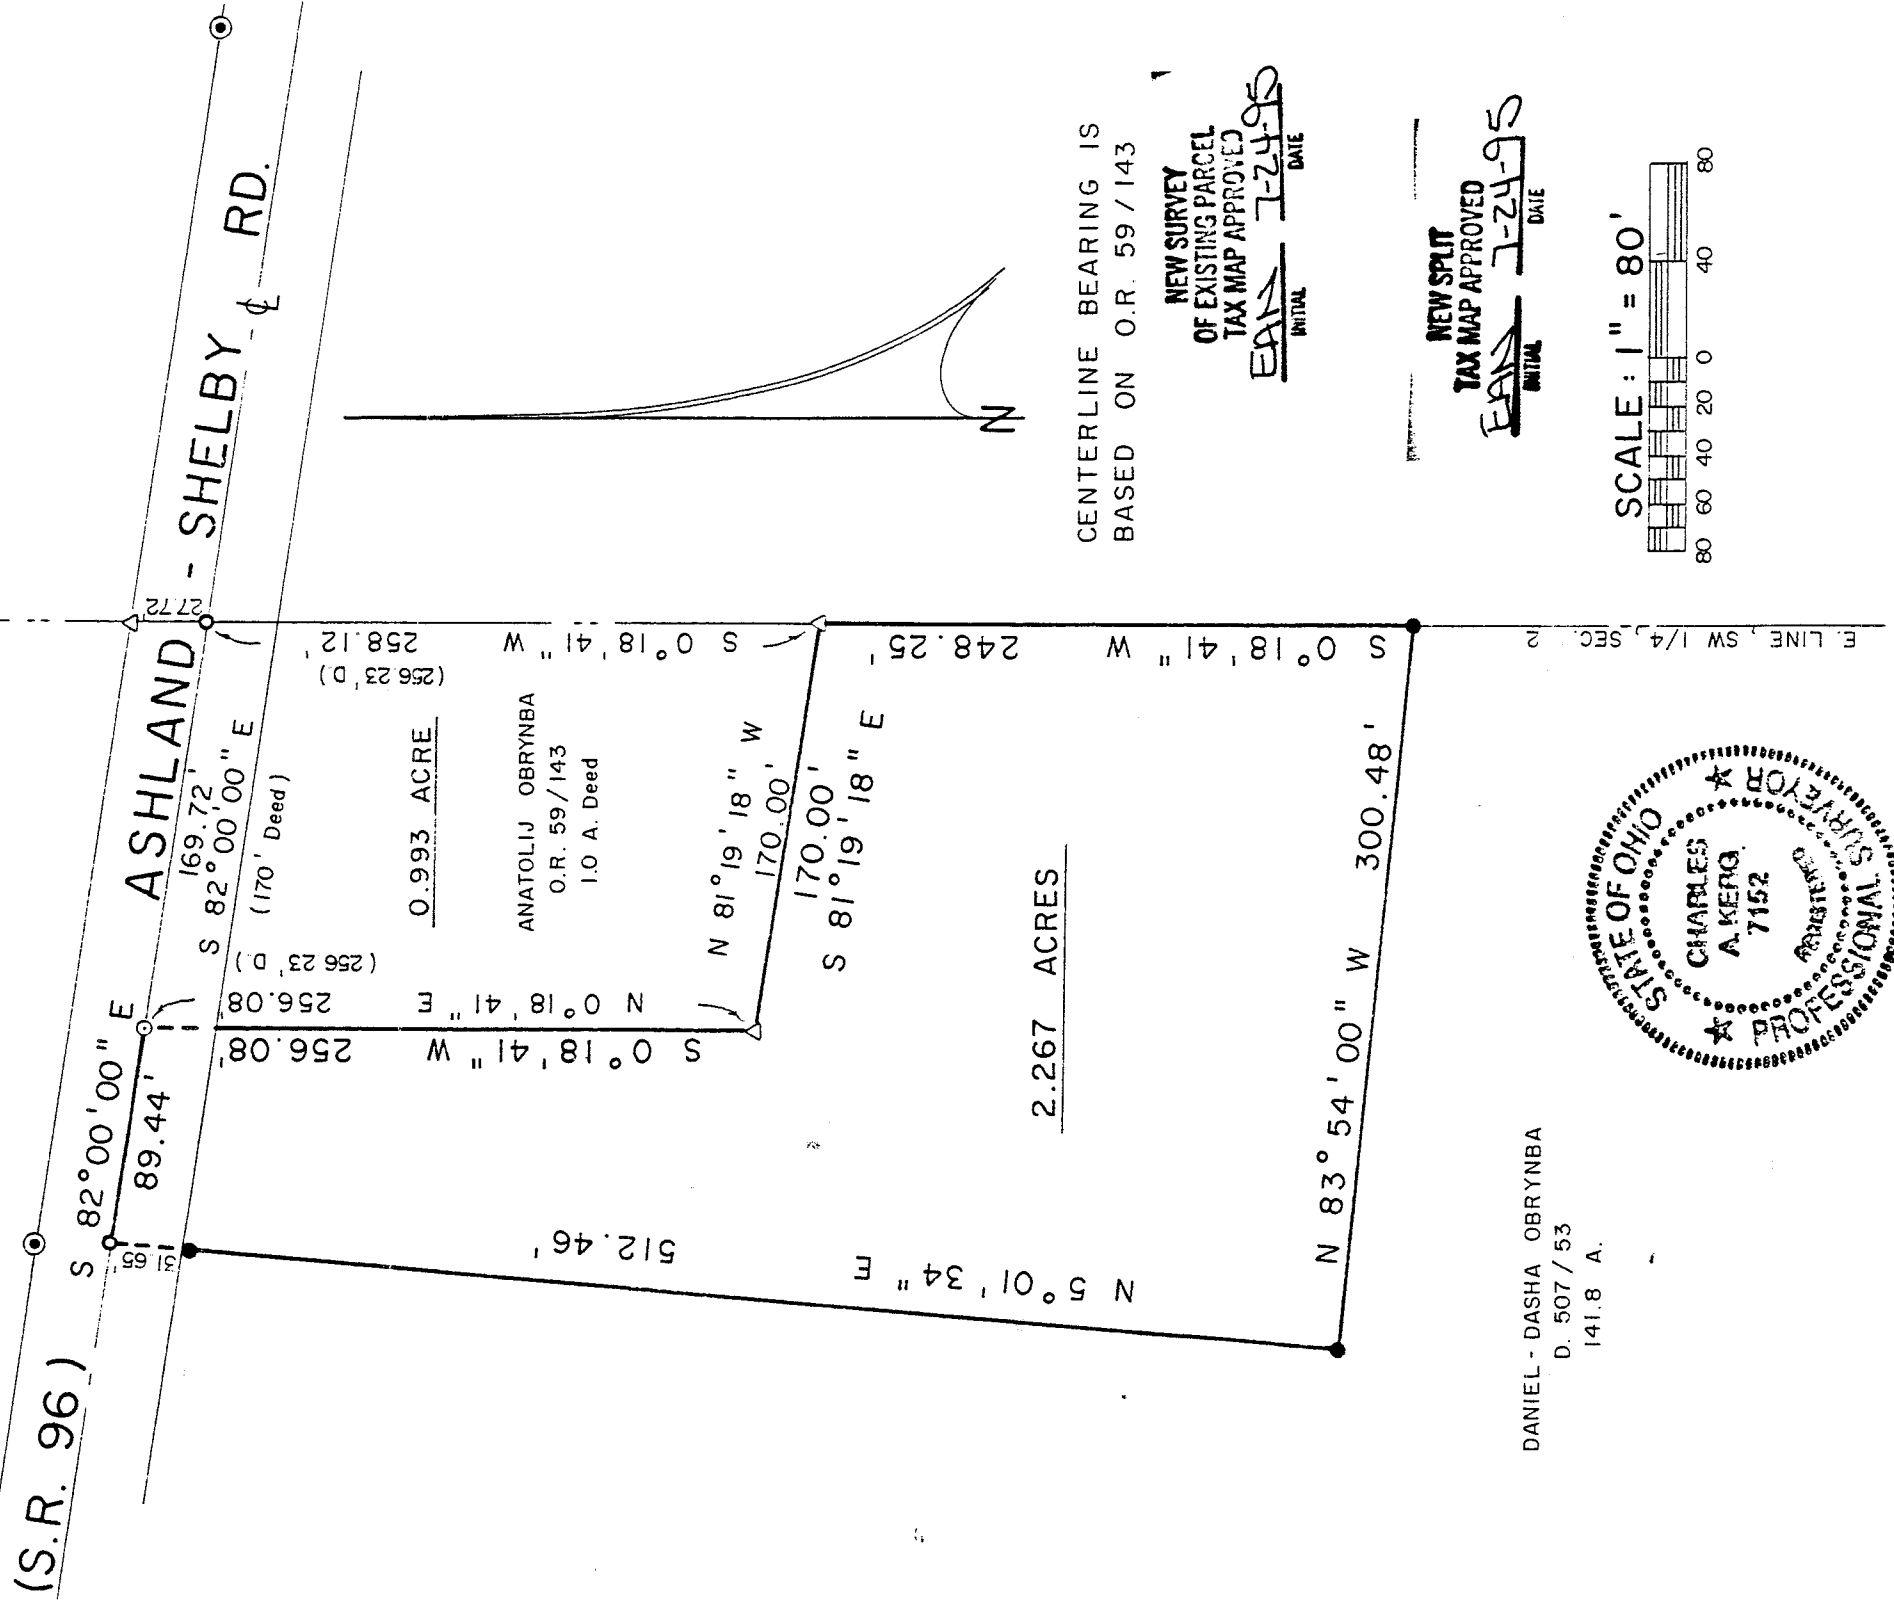 (S.R. 96) ASHLAND - SHELBY RD.
℄
S 82°00'00" E
89.44'
31.65'
27.72'
169.72'
S 82°00'00" E
(170' Deed)
S 0°18'41" W 258.12'
(256.23' D.)
0.993 ACRE
ANATOLIJ OBRYNBA
O.R. 59/143
1.0 A. Deed
(256.23' D.)
N 0°18'41" E 256.08'
S 0°18'41" W 256.08'
N 81°19'18" W
170.00'
170.00'
S 81°19'18" E
S 0°18'41" W 248.25'
2.267 ACRES
N 5°01'34" E 512.46'
N 83°54'00" W 300.48'
E. LINE, SW 1/4, SEC. 2
DANIEL - DASHA OBRYNBA
D. 507/53
141.8 A.
N
CENTERLINE BEARING IS
BASED ON O.R. 59/143
NEW SURVEY
OF EXISTING PARCEL
TAX MAP APPROVED
EAN 7-24-95
INITIAL DATE
NEW SPLIT
TAX MAP APPROVED
EAN 7-24-95
INITIAL DATE
SCALE: 1" = 80'
80 60 40 20 0 40 80
STATE OF OHIO
CHARLES
A. KERG
7152
REGISTERED
PROFESSIONAL SURVEYOR